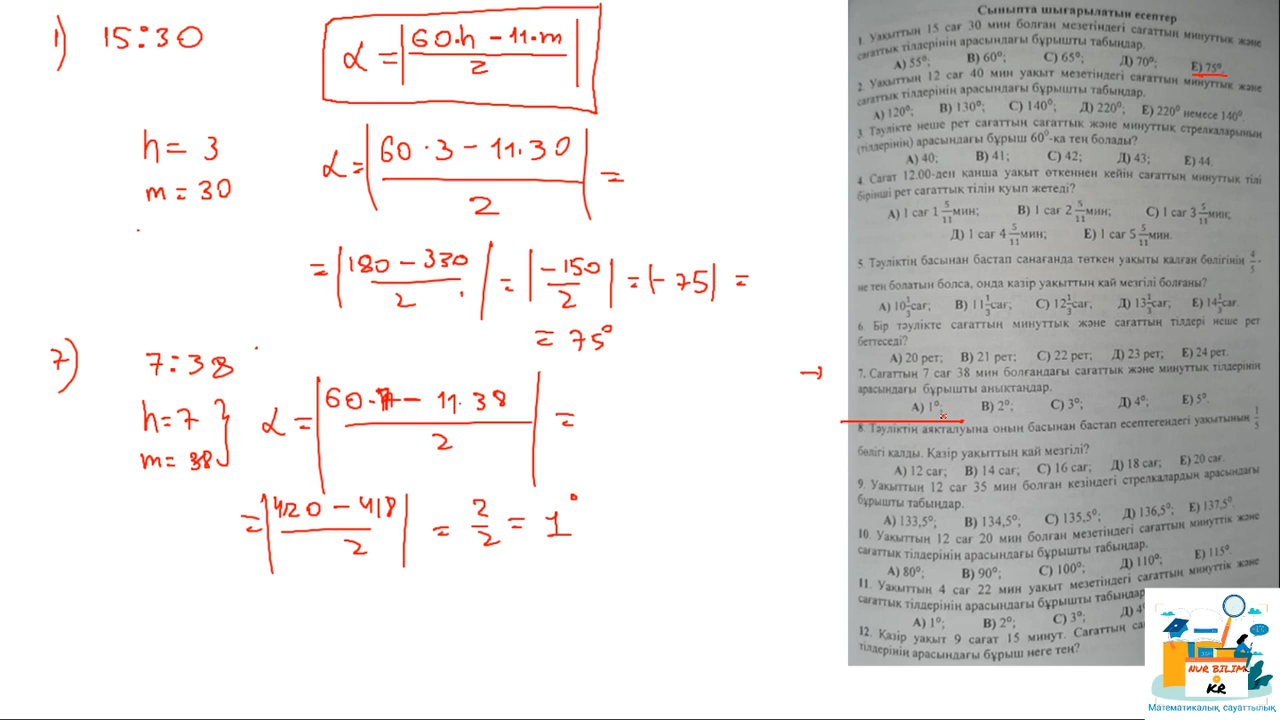 1) 15:30
α = |60·h − 11·m / 2|
h = 3
m = 30
α = |60·3 − 11·30 / 2| =
= |180 − 330 / 2| = |−150 / 2| = |−75| =
= 75°
7) 7:38
h = 7
m = 38
α = |60·7 − 11·38 / 2| =
= |420 − 418 / 2| = 2/2 = 1°
Сыныпта шығарылатын есептер
1. Уақыттың 15 сағ 30 мин болған мезетіндегі сағаттың минуттық және
сағаттық тілдерінің арасындағы бұрышты табыңдар.
А) 55°; В) 60°; С) 65°; Д) 70°; Е) 75°.
2. Уақыттың 12 сағ 40 мин уақыт мезетіндегі сағаттың минуттық және
сағаттық тілдерінің арасындағы бұрышты табыңдар.
А) 120°; В) 130°; С) 140°; Д) 220°; Е) 220° немесе 140°.
3. Тәулікте неше рет сағаттың сағаттық және минуттық стрелкаларының
(тілдерінің) арасындағы бұрыш 60°-қа тең болады?
А) 40; В) 41; С) 42; Д) 43; Е) 44.
4. Сағат 12.00-ден қанша уақыт өткеннен кейін сағаттың минуттық тілі
бірінші рет сағаттық тілін қуып жетеді?
А) 1 сағ 1 5/11 мин; В) 1 сағ 2 5/11 мин; С) 1 сағ 3 5/11 мин;
Д) 1 сағ 4 5/11 мин; Е) 1 сағ 5 5/11 мин.
5. Тәуліктің басынан бастап санағанда өткен уақыты қалған бөлігінің 4/5-
не тең болатын болса, онда қазір уақыттың қай мезгілі болғаны?
А) 10 1/3 сағ; В) 11 1/3 сағ; С) 12 1/3 сағ; Д) 13 1/3 сағ; Е) 14 1/3 сағ.
6. Бір тәулікте сағаттың минуттық және сағаттық тілдері неше рет
беттеседі?
А) 20 рет; В) 21 рет; С) 22 рет; Д) 23 рет; Е) 24 рет.
7. Сағаттың 7 сағ 38 мин болғандағы сағаттық және минуттық тілдерінің
арасындағы бұрышты анықтаңдар.
А) 1°; В) 2°; С) 3°; Д) 4°; Е) 5°.
8. Тәуліктің аяқталуына оның басынан бастап есептегендегі уақытының 1/5
бөлігі қалды. Қазір уақыттың қай мезгілі?
А) 12 сағ; В) 14 сағ; С) 16 сағ; Д) 18 сағ; Е) 20 сағ.
9. Уақыттың 12 сағ 35 мин болған кезіндегі стрелкалардың арасындағы
бұрышты табыңдар.
А) 133,5°; В) 134,5°; С) 135,5°; Д) 136,5°; Е) 137,5°.
10. Уақыттың 12 сағ 20 мин болған мезетіндегі сағаттың минуттік және
сағаттық тілдерінің арасындағы бұрышты табыңдар.
А) 80°; В) 90°; С) 100°; Д) 110°; Е) 115°.
11. Уақыттың 4 сағ 22 мин уақыт мезетіндегі сағаттың минуттік және
сағаттық тілдерінің арасындағы бұрышты табыңдар
А) 1°; В) 2°; С) 3°; Д) 4°
12. Қазір уақыт 9 сағат 15 минут. Сағаттың сағ
тілдерінің арасындағы бұрыш неге тең?
NUR BILIM
KR
Математикалық сауаттылық